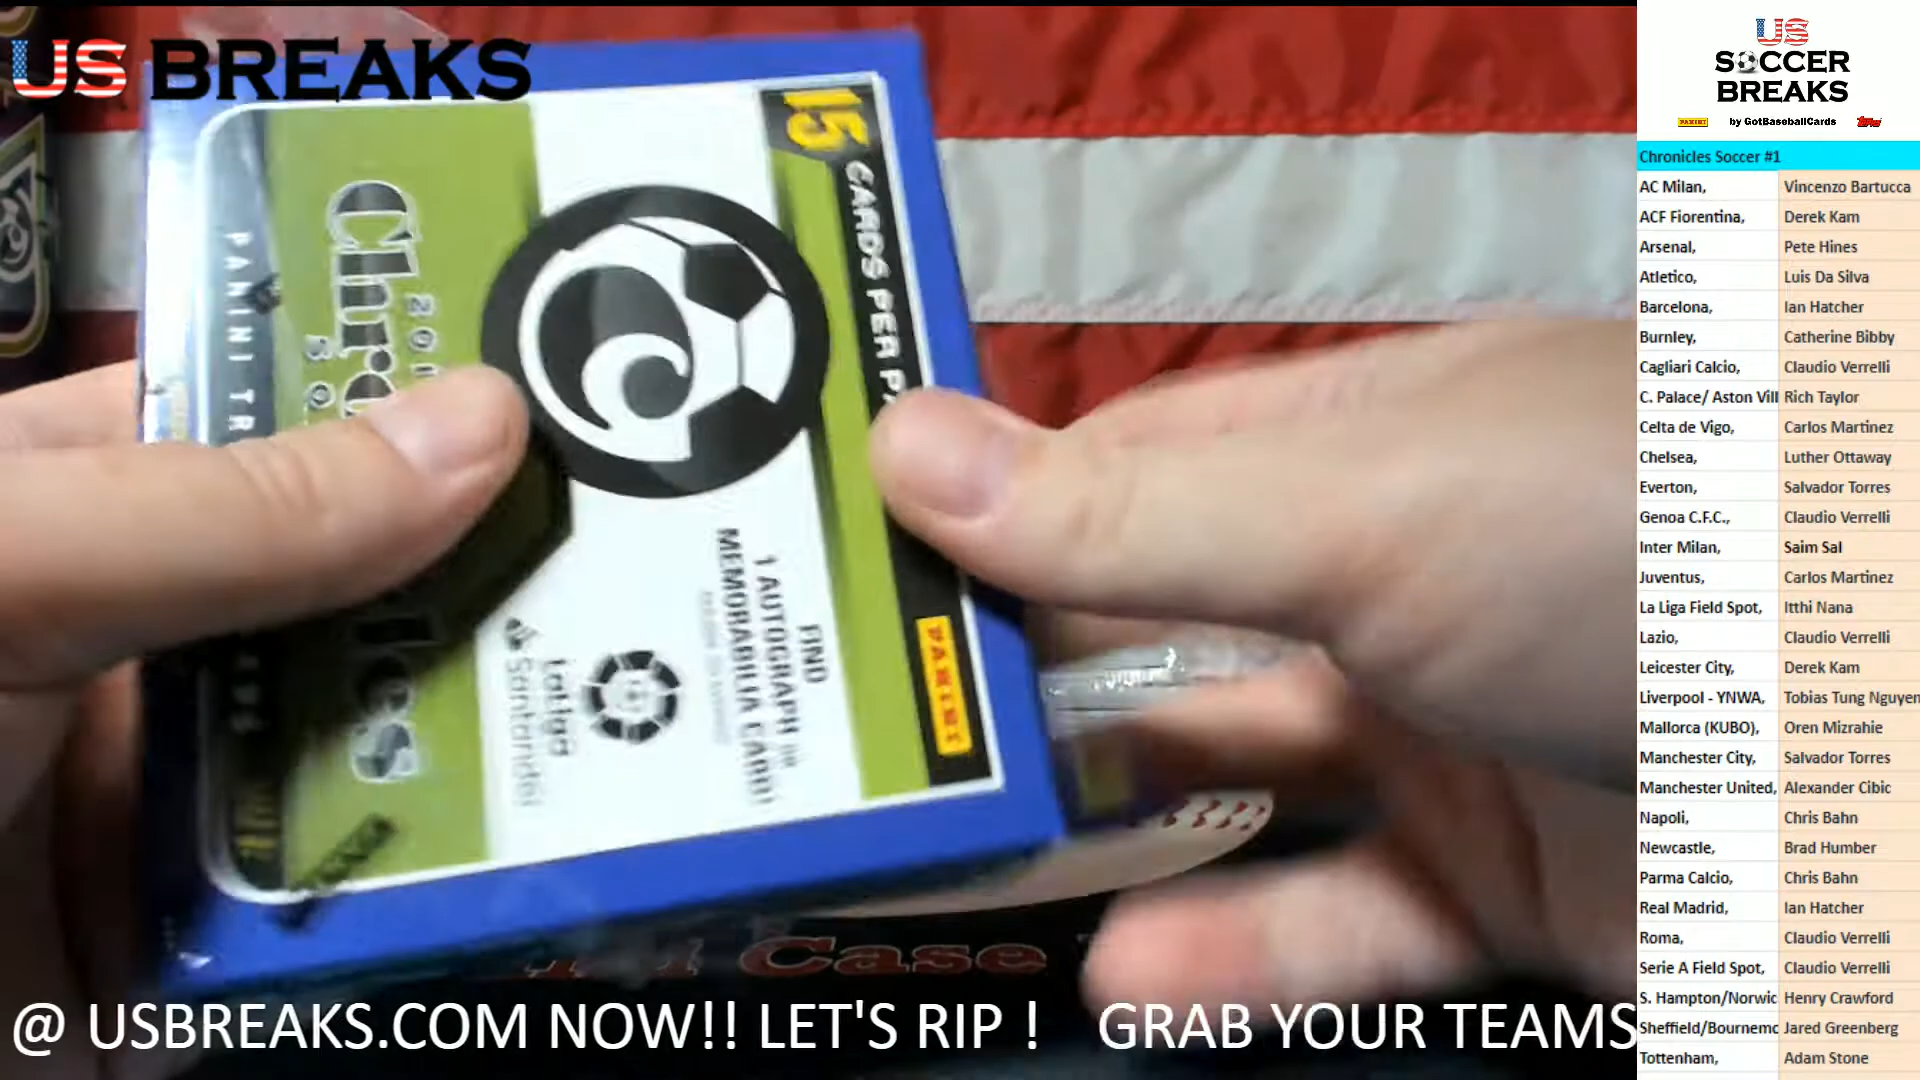 US BREAKS
15 CARDS PER
PANINI
2019
Chronicles
PANINI
FIND
1 AUTOGRAPH OR
MEMORABILIA CARD
LaLiga
Santander
Case
@ USBREAKS.COM NOW!! LET'S RIP ! GRAB YOUR TEAMS
US
SOCCER
BREAKS
PANINI by GotBaseballCards Topps
Chronicles Soccer #1
AC Milan, Vincenzo Bartucca
ACF Fiorentina, Derek Kam
Arsenal, Pete Hines
Atletico, Luis Da Silva
Barcelona, Ian Hatcher
Burnley, Catherine Bibby
Cagliari Calcio, Claudio Verrelli
C. Palace/ Aston Vill Rich Taylor
Celta de Vigo, Carlos Martinez
Chelsea, Luther Ottaway
Everton, Salvador Torres
Genoa C.F.C., Claudio Verrelli
Inter Milan, Saim Sal
Juventus, Carlos Martinez
La Liga Field Spot, Itthi Nana
Lazio, Claudio Verrelli
Leicester City, Derek Kam
Liverpool - YNWA, Tobias Tung Nguyen
Mallorca (KUBO), Oren Mizrahie
Manchester City, Salvador Torres
Manchester United, Alexander Cibic
Napoli, Chris Bahn
Newcastle, Brad Humber
Parma Calcio, Chris Bahn
Real Madrid, Ian Hatcher
Roma, Claudio Verrelli
Serie A Field Spot, Claudio Verrelli
S. Hampton/Norwic Henry Crawford
Sheffield/Bournemo Jared Greenberg
Tottenham, Adam Stone